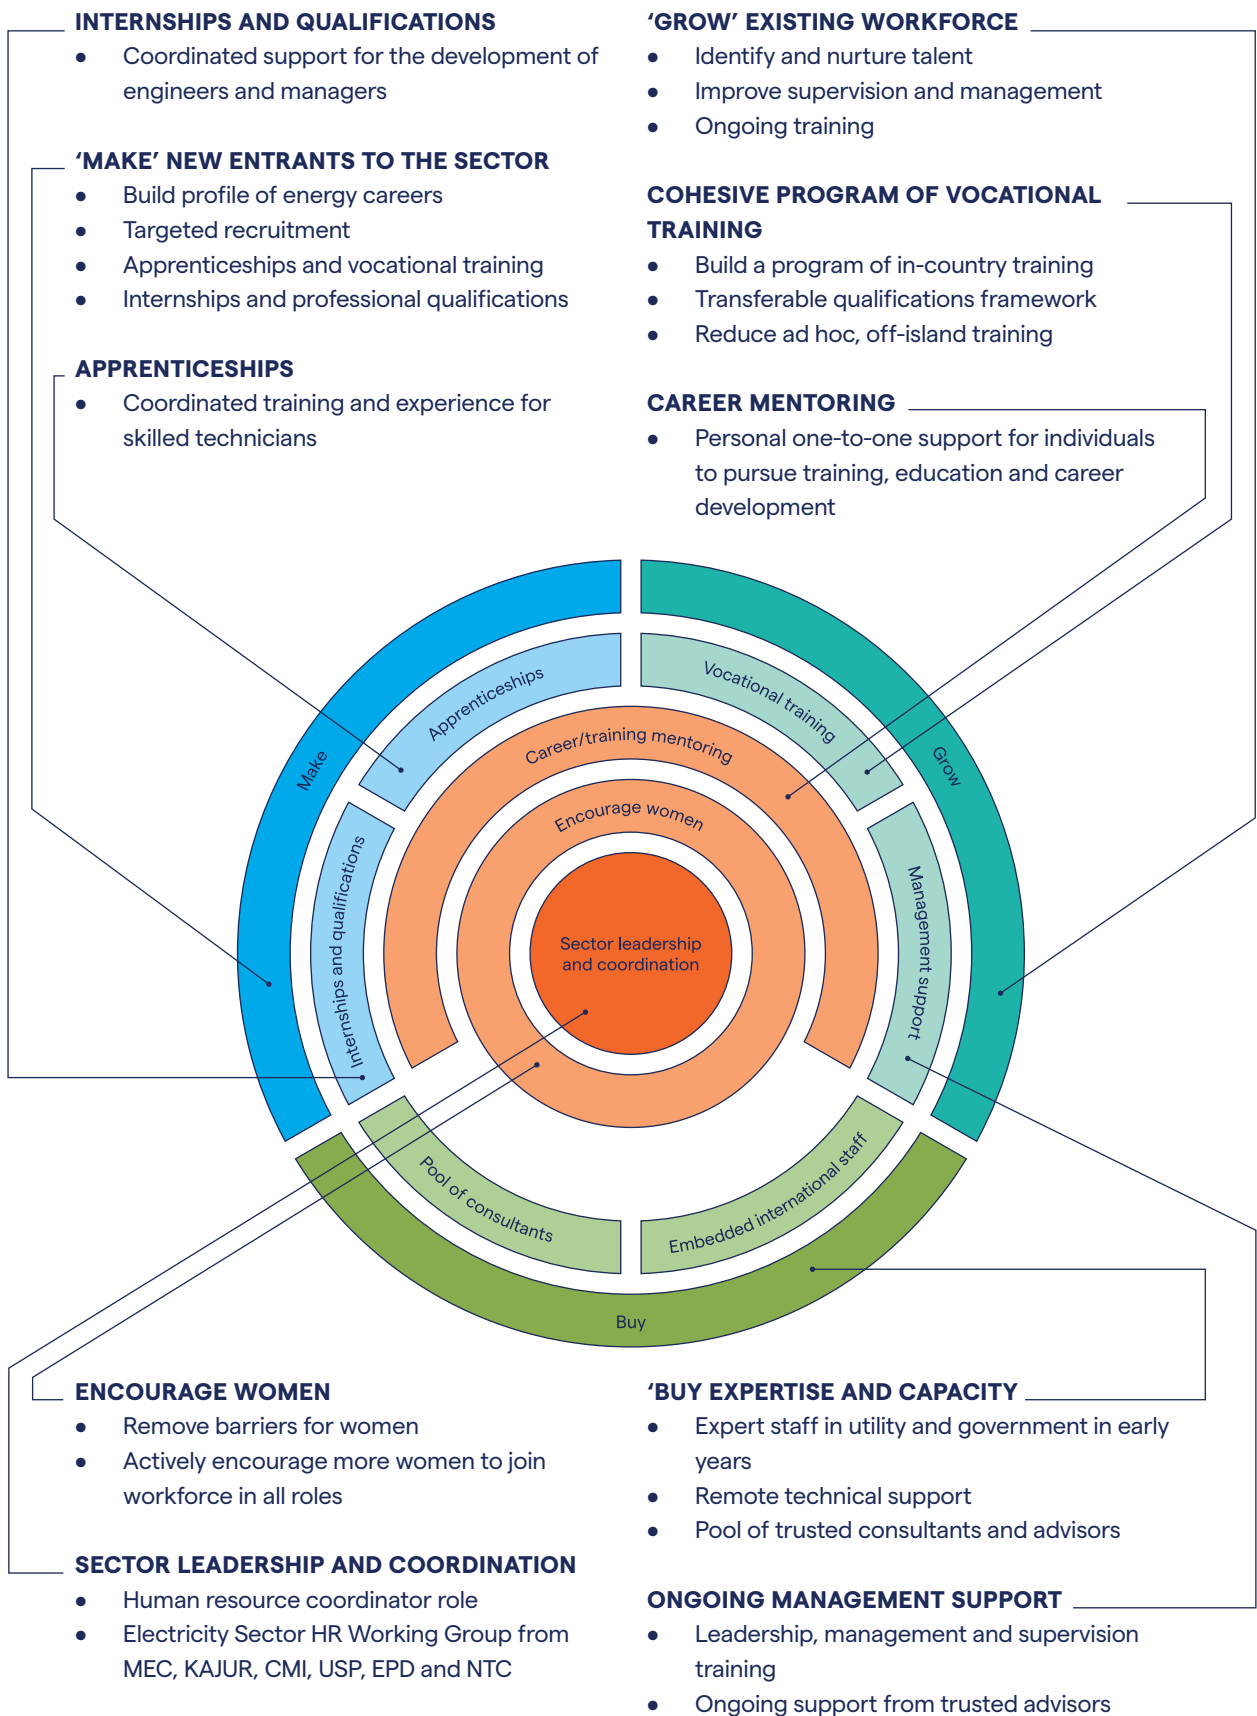 INTERNSHIPS AND QUALIFICATIONS
● Coordinated support for the development of
engineers and managers
‘MAKE’ NEW ENTRANTS TO THE SECTOR
● Build profile of energy careers
● Targeted recruitment
● Apprenticeships and vocational training
● Internships and professional qualifications
APPRENTICESHIPS
● Coordinated training and experience for
skilled technicians
‘GROW’ EXISTING WORKFORCE
● Identify and nurture talent
● Improve supervision and management
● Ongoing training
COHESIVE PROGRAM OF VOCATIONAL
TRAINING
● Build a program of in-country training
● Transferable qualifications framework
● Reduce ad hoc, off-island training
CAREER MENTORING
● Personal one-to-one support for individuals
to pursue training, education and career
development
Make
Grow
Apprenticeships
Vocational training
Career/training mentoring
Encourage women
Internships and qualifications
Management support
Sector leadership
and coordination
Pool of consultants
Embedded international staff
Buy
ENCOURAGE WOMEN
● Remove barriers for women
● Actively encourage more women to join
workforce in all roles
SECTOR LEADERSHIP AND COORDINATION
● Human resource coordinator role
● Electricity Sector HR Working Group from
MEC, KAJUR, CMI, USP, EPD and NTC
‘BUY EXPERTISE AND CAPACITY
● Expert staff in utility and government in early
years
● Remote technical support
● Pool of trusted consultants and advisors
ONGOING MANAGEMENT SUPPORT
● Leadership, management and supervision
training
● Ongoing support from trusted advisors